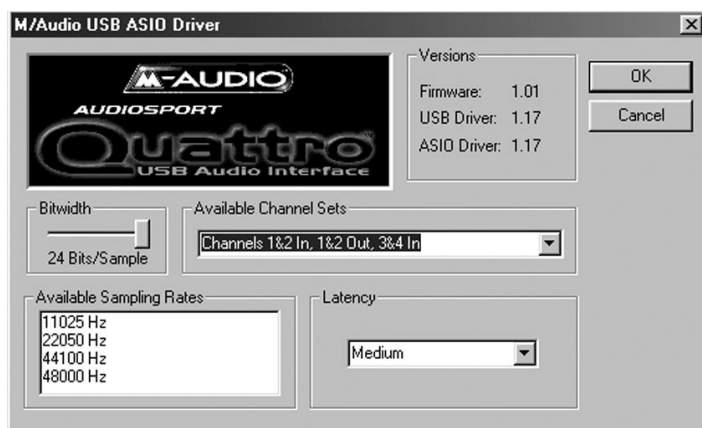 M/Audio USB ASIO Driver
M-AUDIO
AUDIOSPORT
Quattro
USB Audio Interface
Versions
Firmware: 1.01
USB Driver: 1.17
ASIO Driver: 1.17
OK
Cancel
Bitwidth
24 Bits/Sample
Available Channel Sets
Channels 1&2 In, 1&2 Out, 3&4 In
Available Sampling Rates
11025 Hz
22050 Hz
44100 Hz
48000 Hz
Latency
Medium